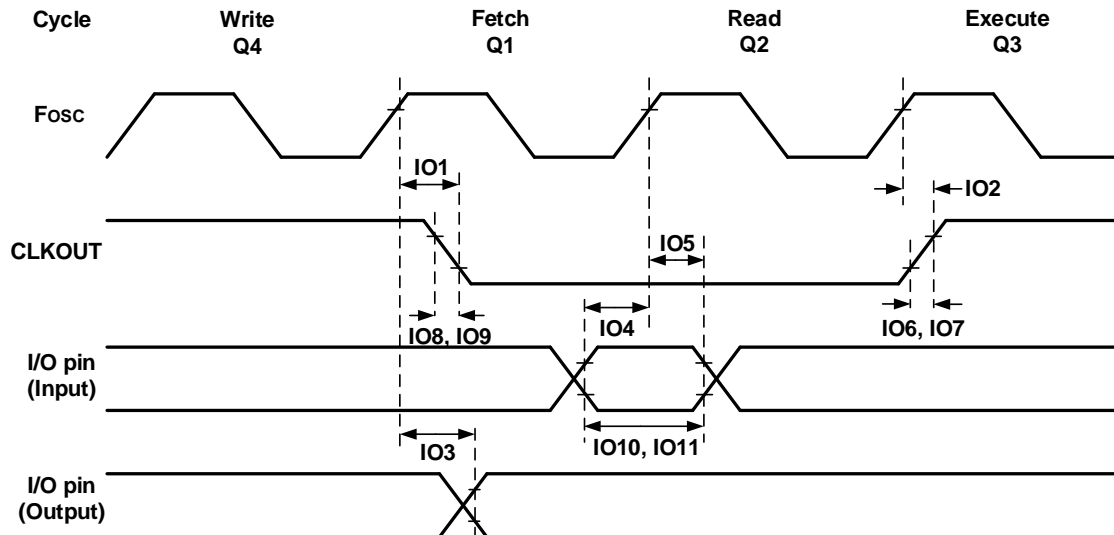 Cycle Write Fetch Read Execute
Q4 Q1 Q2 Q3
FOSC
IO1
IO2
CLKOUT
IO5
IO4
IO8, IO9
IO6, IO7
I/O pin
(Input)
IO10, IO11
IO3
I/O pin
(Output)